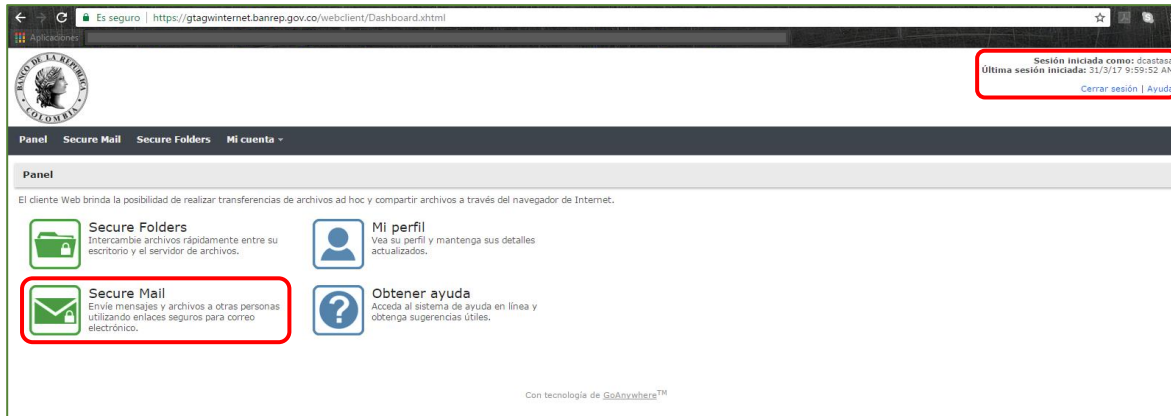 Es seguro | https://gtagwinternet.banrep.gov.co/webclient/Dashboard.xhtml
Aplicaciones
BANCO DE LA REPUBLICA
COLOMBIA
Sesión iniciada como: dcastasa
Última sesión iniciada: 31/3/17 9:59:52 AM
Cerrar sesión | Ayuda
Panel Secure Mail Secure Folders Mi cuenta
Panel
El cliente Web brinda la posibilidad de realizar transferencias de archivos ad hoc y compartir archivos a través del navegador de Internet.
Secure Folders
Intercambie archivos rápidamente entre su
escritorio y el servidor de archivos.
Mi perfil
Vea su perfil y mantenga sus detalles
actualizados.
Secure Mail
Envíe mensajes y archivos a otras personas
utilizando enlaces seguros para correo
electrónico.
Obtener ayuda
Acceda al sistema de ayuda en línea y
obtenga sugerencias útiles.
Con tecnología de GoAnywhere™